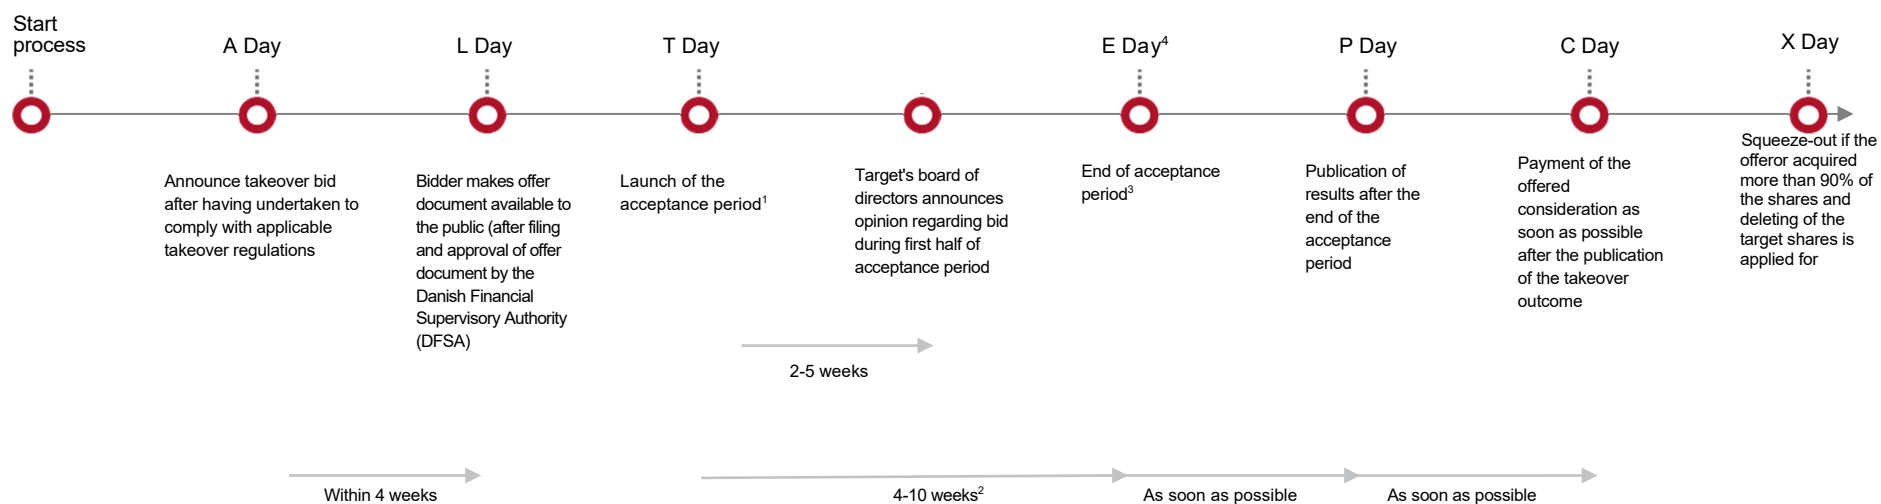 Start
process
A Day
L Day
T Day
E Day⁴
P Day
C Day
X Day
Announce takeover bid
after having undertaken to
comply with applicable
takeover regulations
Bidder makes offer
document available to
the public (after filing
and approval of offer
document by the
Danish Financial
Supervisory Authority
(DFSA)
Launch of the
acceptance period¹
Target's board of
directors announces
opinion regarding bid
during first half of
acceptance period
End of acceptance
period³
Publication of
results after the
end of the
acceptance
period
Payment of the
offered
consideration as
soon as possible
after the publication
of the takeover
outcome
Squeeze-out if the
offeror acquired
more than 90% of
the shares and
deleting of the
target shares is
applied for
2-5 weeks
Within 4 weeks
4-10 weeks²
As soon as possible
As soon as possible